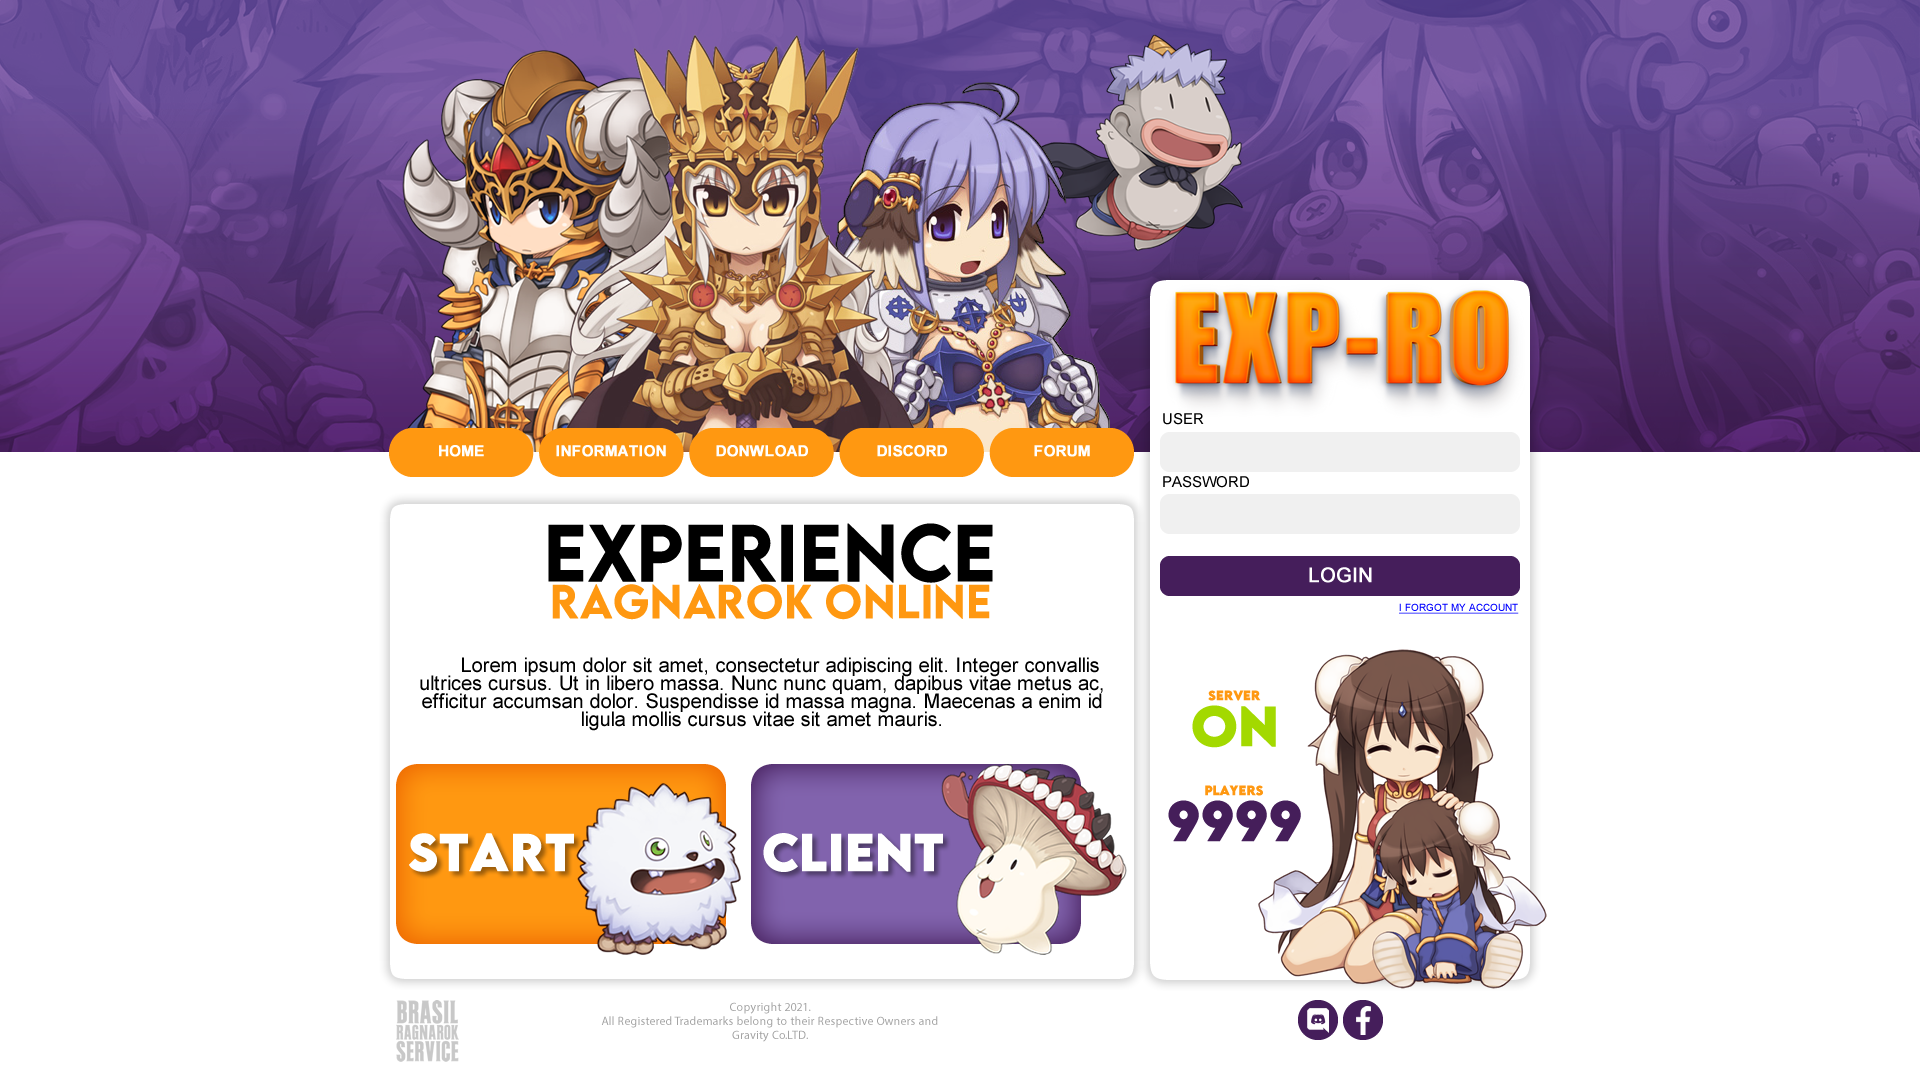 EXP-RO
USER
PASSWORD
LOGIN
I FORGOT MY ACCOUNT
HOME
INFORMATION
DONWLOAD
DISCORD
FORUM
EXPERIENCE
RAGNAROK ONLINE
Lorem ipsum dolor sit amet, consectetur adipiscing elit. Integer convallis
ultrices cursus. Ut in libero massa. Nunc nunc quam, dapibus vitae metus ac,
efficitur accumsan dolor. Suspendisse id massa magna. Maecenas a enim id
ligula mollis cursus vitae sit amet mauris.
START
CLIENT
SERVER
ON
PLAYERS
9999
BRASIL
RAGNAROK
SERVICE
Copyright 2021.
All Registered Trademarks belong to their Respective Owners and
Gravity Co.LTD.